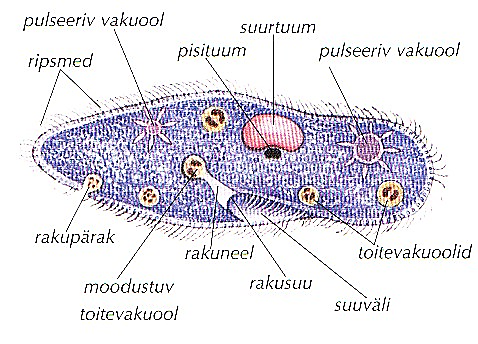 pulseeriv vakuool
suurtuum
pisituum
pulseeriv vakuool
ripsmed
rakupärak
rakuneel
toitevakuoolid
moodustuv
toitevakuool
rakusuu
suuväli